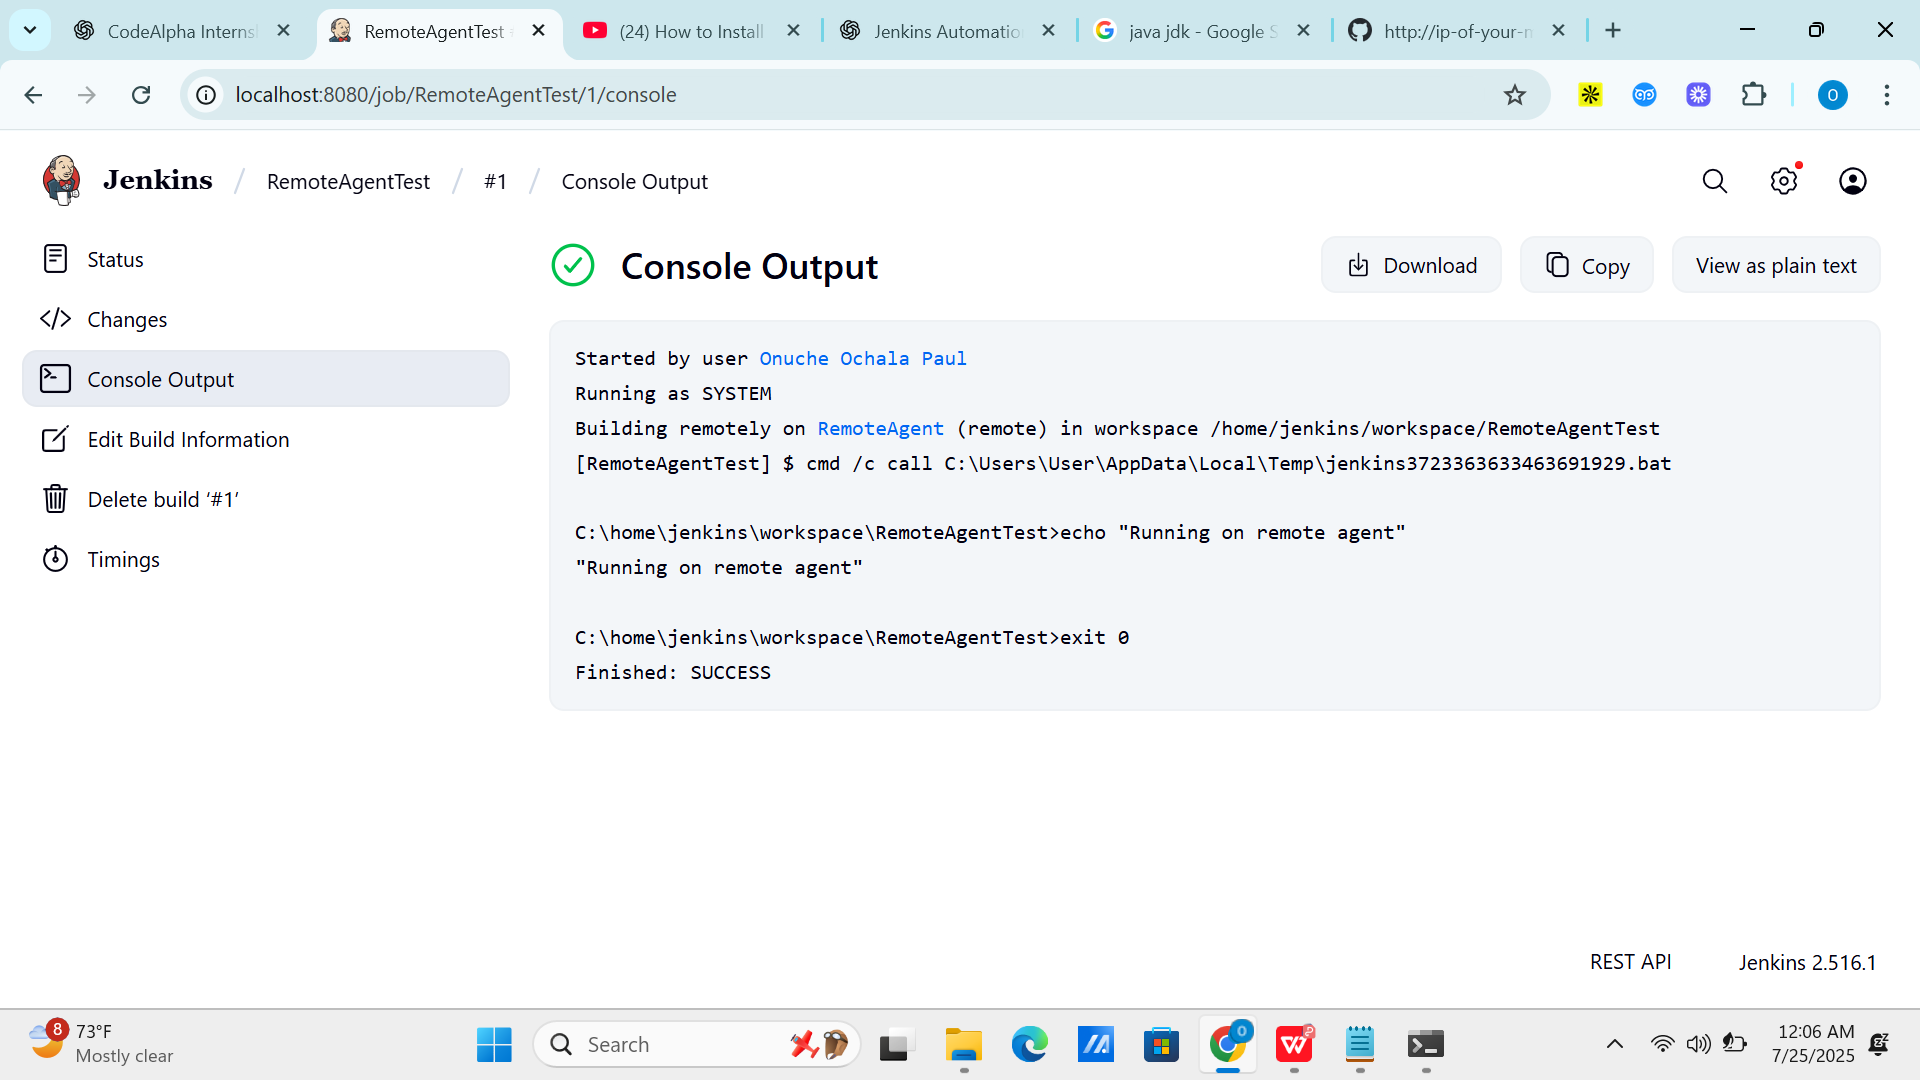 CodeAlpha Interns
RemoteAgentTest
(24) How to Install
Jenkins Automatio
java jdk - Google S
http://ip-of-your-m
localhost:8080/job/RemoteAgentTest/1/console
O
Jenkins / RemoteAgentTest / #1 / Console Output
Status
Changes
Console Output
Edit Build Information
Delete build ‘#1’
Timings
Console Output
Download
Copy
View as plain text
Started by user Onuche Ochala Paul
Running as SYSTEM
Building remotely on RemoteAgent (remote) in workspace /home/jenkins/workspace/RemoteAgentTest
[RemoteAgentTest] $ cmd /c call C:\Users\User\AppData\Local\Temp\jenkins3723363633463691929.bat
C:\home\jenkins\workspace\RemoteAgentTest>echo "Running on remote agent"
"Running on remote agent"
C:\home\jenkins\workspace\RemoteAgentTest>exit 0
Finished: SUCCESS
REST API
Jenkins 2.516.1
8
73°F
Mostly clear
Search
12:06 AM
7/25/2025